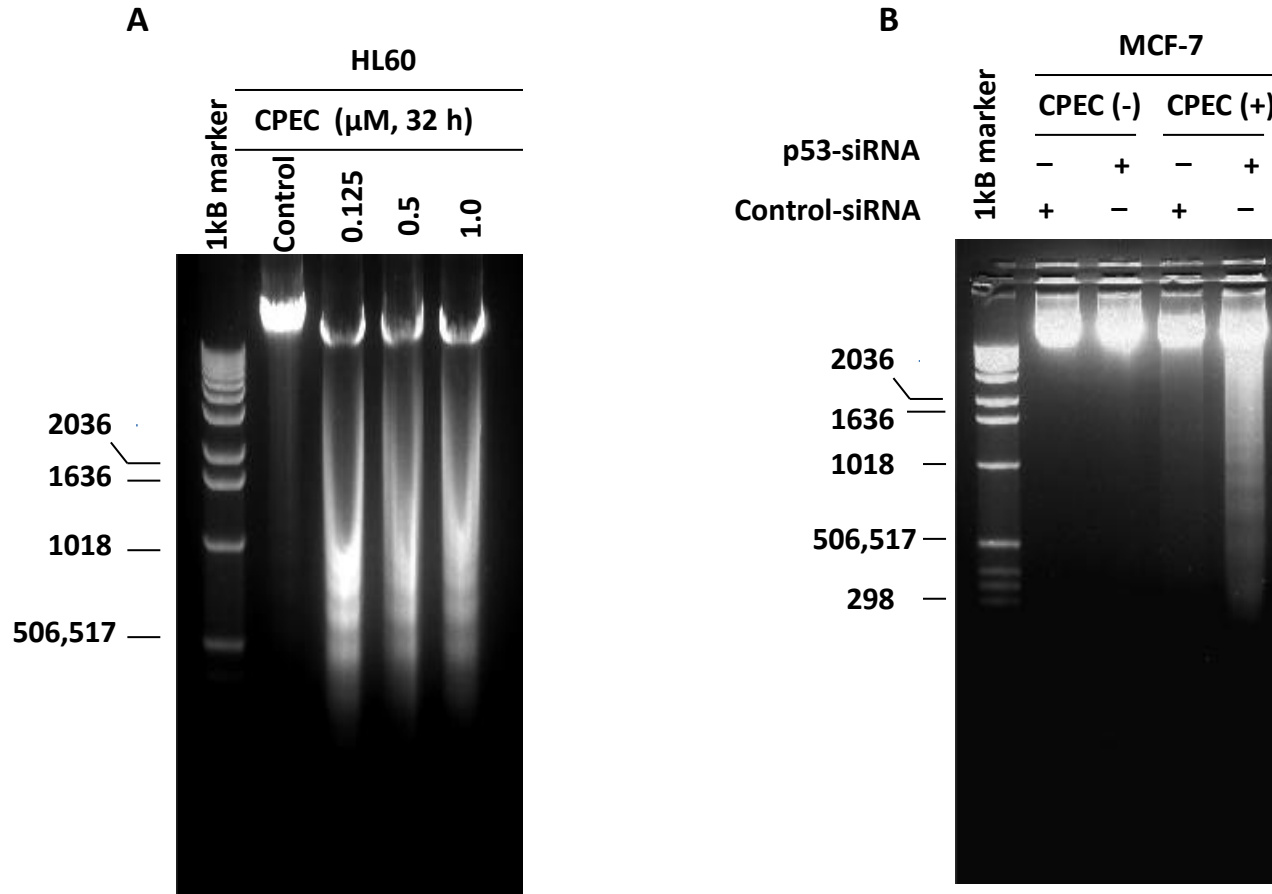 A
HL60
CPEC (µM, 32 h)
1kB marker
Control
0.125
0.5
1.0
2036
1636
1018
506,517
B
MCF-7
CPEC (-) CPEC (+)
1kB marker
p53-siRNA − + − +
Control-siRNA + − + −
2036
1636
1018
506,517
298